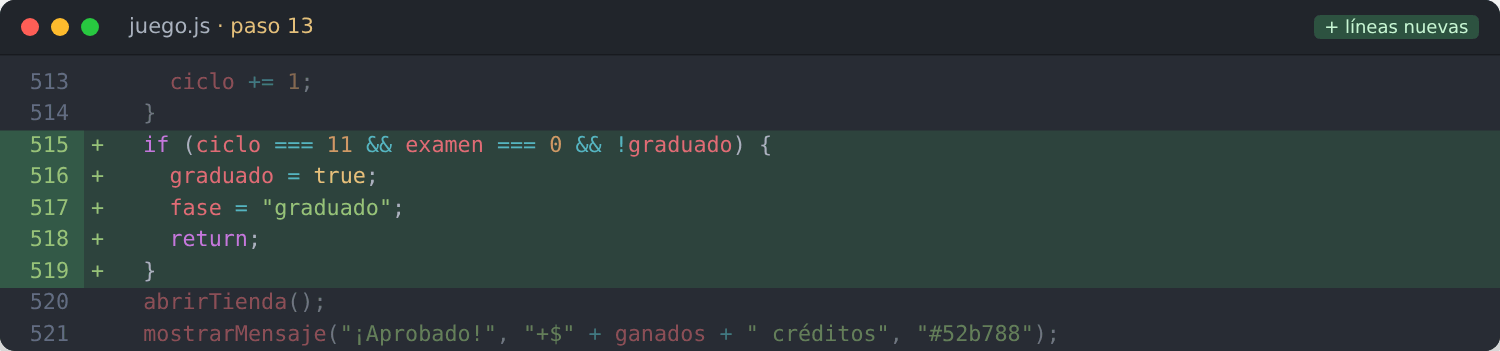 juego.js · paso 13
+ líneas nuevas
513 ciclo += 1;
514 }
515 + if (ciclo === 11 && examen === 0 && !graduado) {
516 + graduado = true;
517 + fase = "graduado";
518 + return;
519 + }
520 abrirTienda();
521 mostrarMensaje("¡Aprobado!", "+$" + ganados + " créditos", "#52b788");